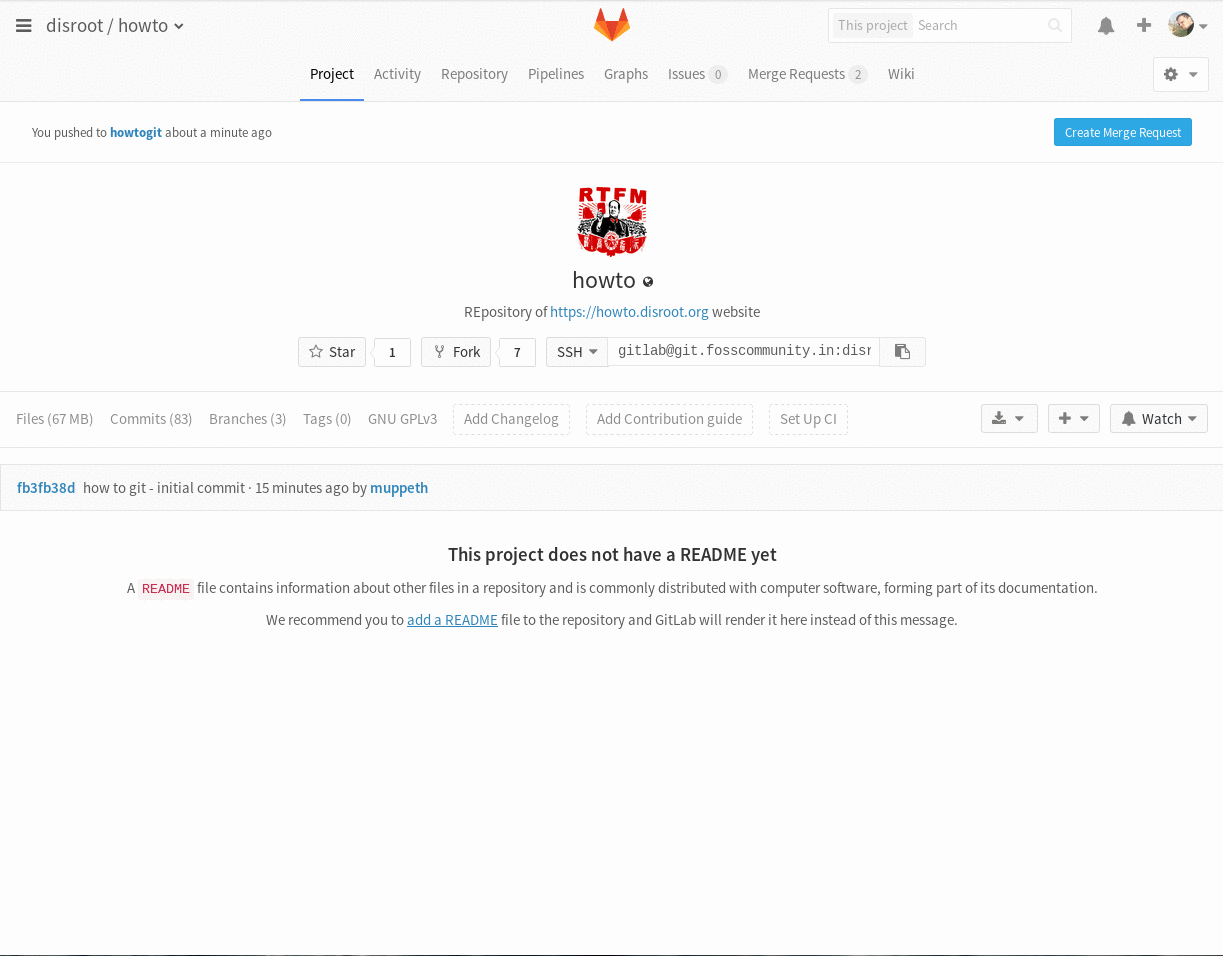 disroot / howto
This project Search
Project Activity Repository Pipelines Graphs Issues 0 Merge Requests 2 Wiki
You pushed to howtogit about a minute ago
Create Merge Request
RTFM
howto
REpository of https://howto.disroot.org website
Star 1 Fork 7 SSH gitlab@git.fosscommunity.in:disr
Files (67 MB) Commits (83) Branches (3) Tags (0) GNU GPLv3 Add Changelog Add Contribution guide Set Up CI Watch
fb3fb38d how to git - initial commit · 15 minutes ago by muppeth
This project does not have a README yet
A README file contains information about other files in a repository and is commonly distributed with computer software, forming part of its documentation.
We recommend you to add a README file to the repository and GitLab will render it here instead of this message.